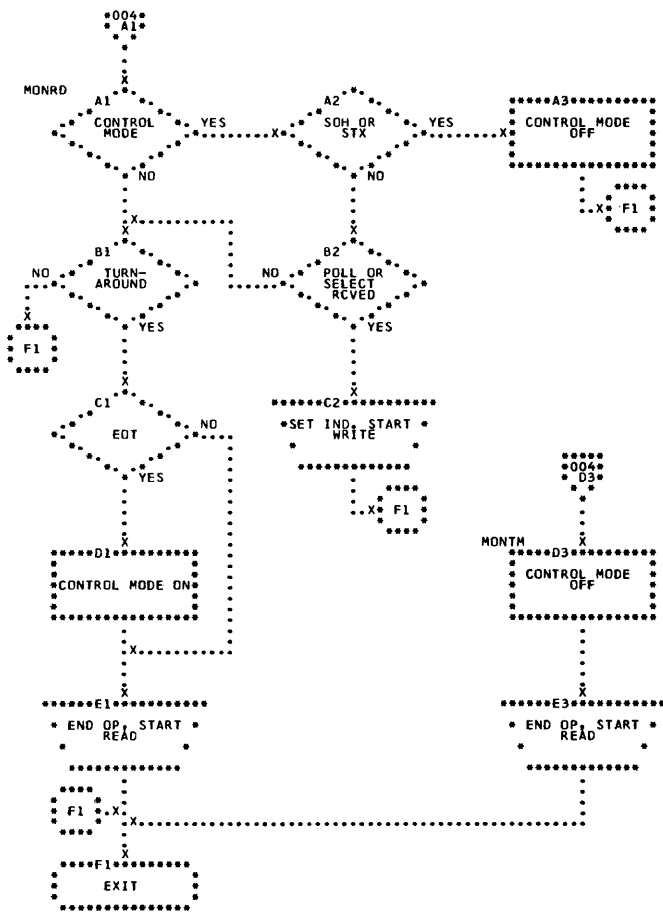 004
A1
MONRD
A1
CONTROL
MODE
YES
NO
A2
SOH OR
STX
YES
NO
A3
CONTROL MODE
OFF
F1
B1
TURN-
AROUND
NO
YES
F1
B2
POLL OR
SELECT
RCVED
NO
YES
C1
EOT
NO
YES
C2
SET IND, START
WRITE
F1
004
D3
D1
CONTROL MODE ON
MONTM
D3
CONTROL MODE
OFF
E1
END OP, START
READ
E3
END OP, START
READ
F1
F1
EXIT